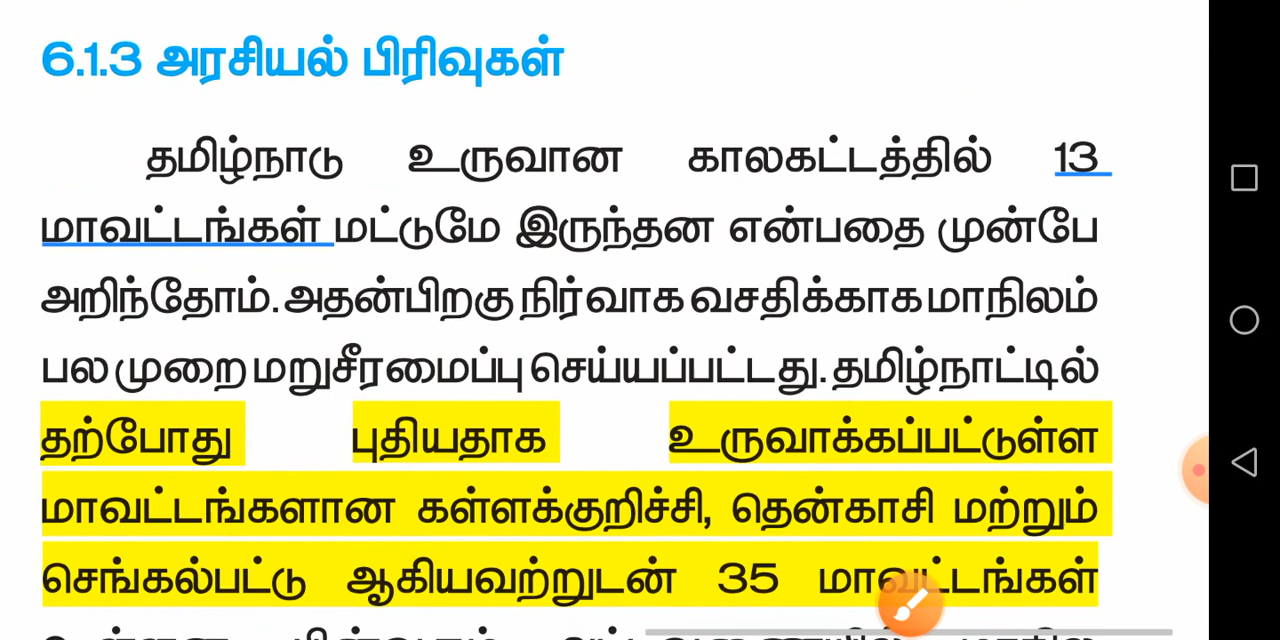 6.1.3 அரசியல் பிரிவுகள்
தமிழ்நாடு உருவான காலகட்டத்தில் 13
மாவட்டங்கள் மட்டுமே இருந்தன என்பதை முன்பே
அறிந்தோம். அதன்பிறகு நிர்வாக வசதிக்காக மாநிலம்
பல முறை மறுசீரமைப்பு செய்யப்பட்டது. தமிழ்நாட்டில்
தற்போது புதியதாக உருவாக்கப்பட்டுள்ள
மாவட்டங்களான கள்ளக்குறிச்சி, தென்காசி மற்றும்
செங்கல்பட்டு ஆகியவற்றுடன் 35 மாவட்டங்கள்